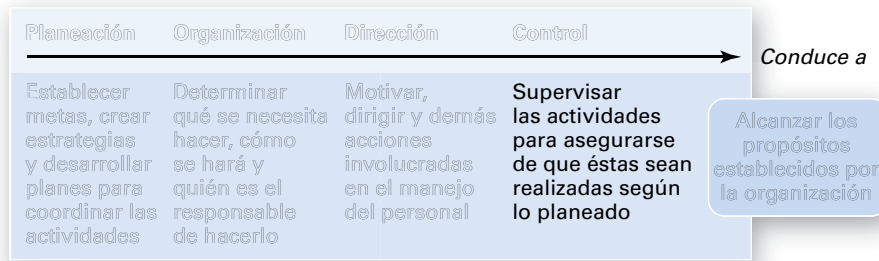 Planeación Organización Dirección Control
Conduce a
Establecer
metas, crear
estrategias
y desarrollar
planes para
coordinar las
actividades
Determinar
qué se necesita
hacer, cómo
se hará y
quién es el
responsable
de hacerlo
Motivar,
dirigir y demás
acciones
involucradas
en el manejo
del personal
Supervisar
las actividades
para asegurarse
de que éstas sean
realizadas según
lo planeado
Alcanzar los
propósitos
establecidos por
la organización